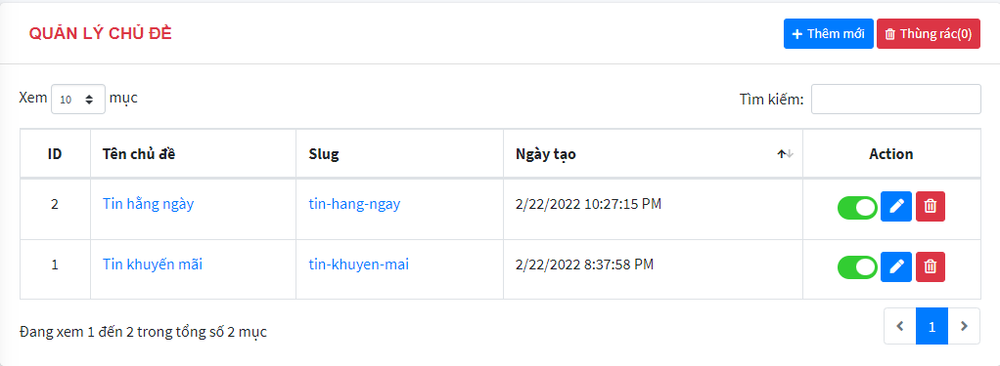 QUẢN LÝ CHỦ ĐỀ
Thêm mới
Thùng rác(0)
Xem 10 mục
Tìm kiếm:
ID Tên chủ đề Slug Ngày tạo Action
2 Tin hằng ngày tin-hang-ngay 2/22/2022 10:27:15 PM
1 Tin khuyến mãi tin-khuyen-mai 2/22/2022 8:37:58 PM
Đang xem 1 đến 2 trong tổng số 2 mục
1